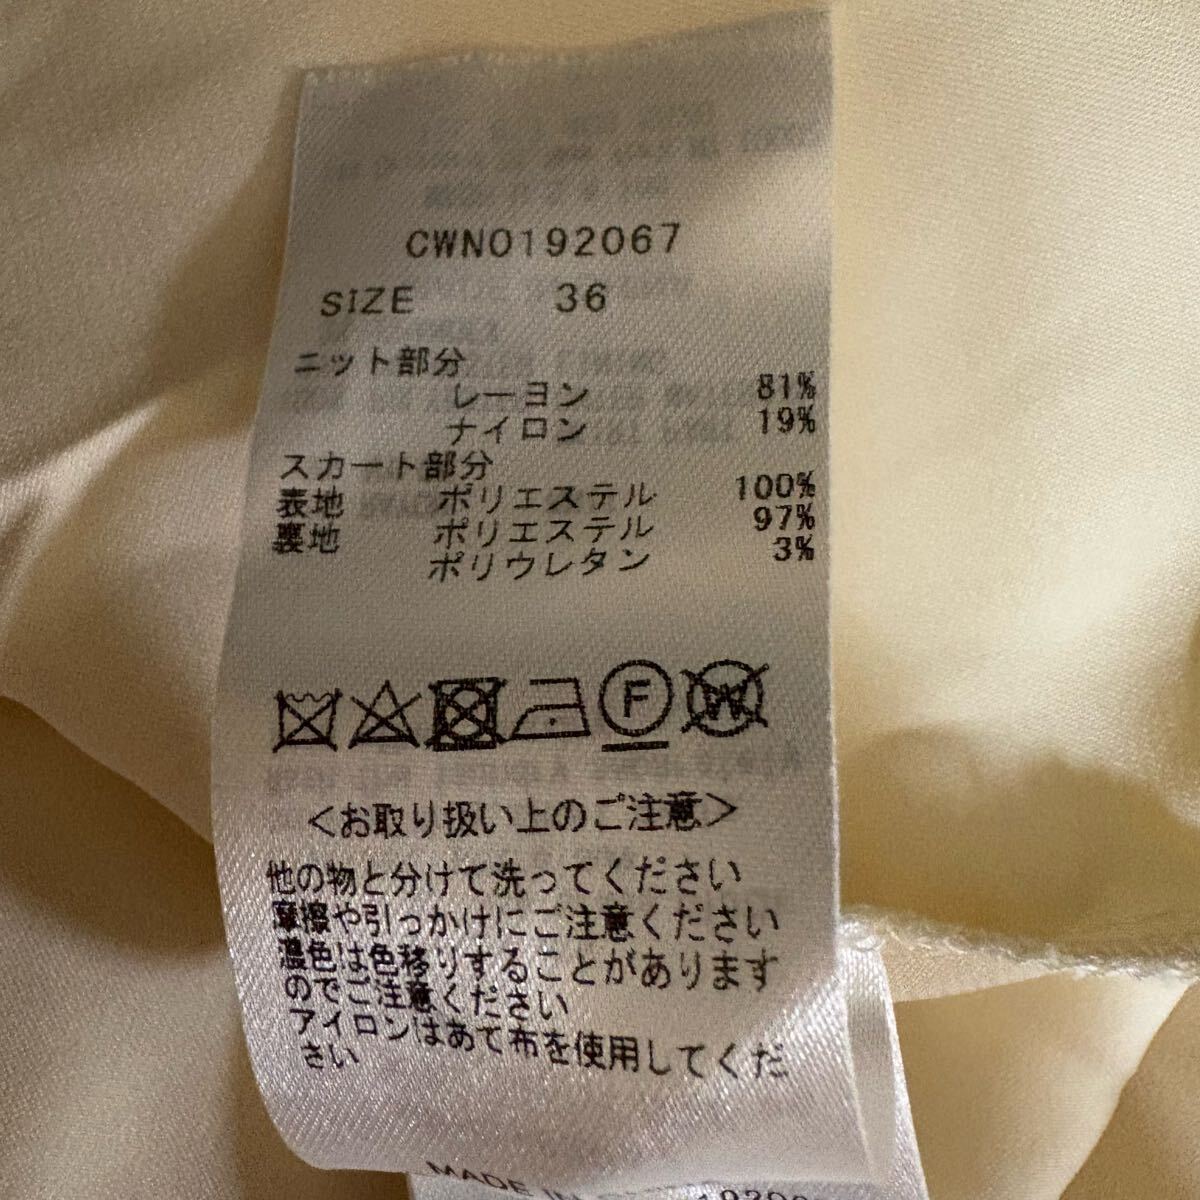 CWNO192067
SIZE 36
ニット部分
レーヨン 81%
ナイロン 19%
スカート部分
表地 ポリエステル 100%
裏地 ポリエステル 97%
ポリウレタン 3%
F W
<お取り扱い上のご注意>
他の物と分けて洗ってください
摩擦や引っかけにご注意ください
濃色は色移りすることがあります
のでご注意ください
アイロンはあて布を使用してくだ
さい
MADE IN